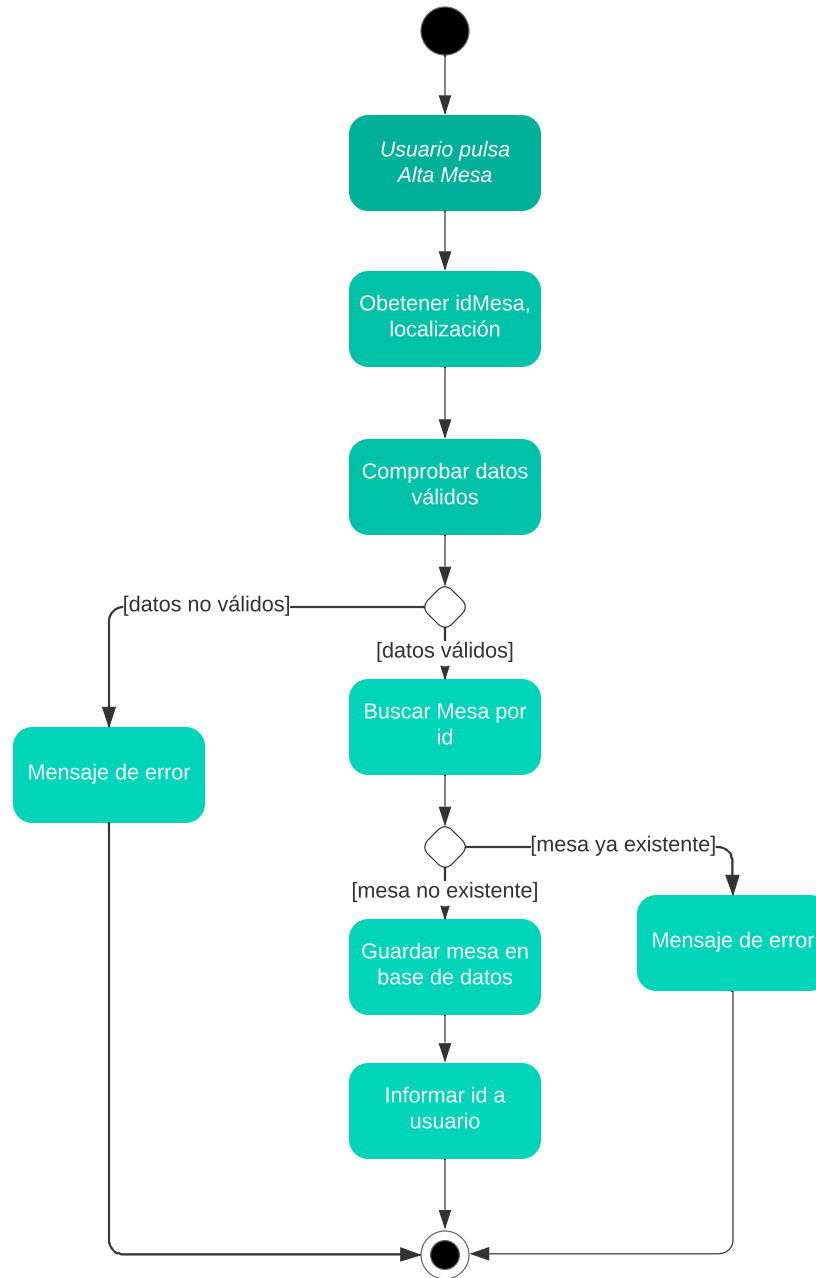 Usuario pulsa
Alta Mesa
Obetener idMesa,
localización
Comprobar datos
válidos
[datos no válidos]
[datos válidos]
Buscar Mesa por
id
Mensaje de error
[mesa ya existente]
[mesa no existente]
Guardar mesa en
base de datos
Mensaje de error
Informar id a
usuario